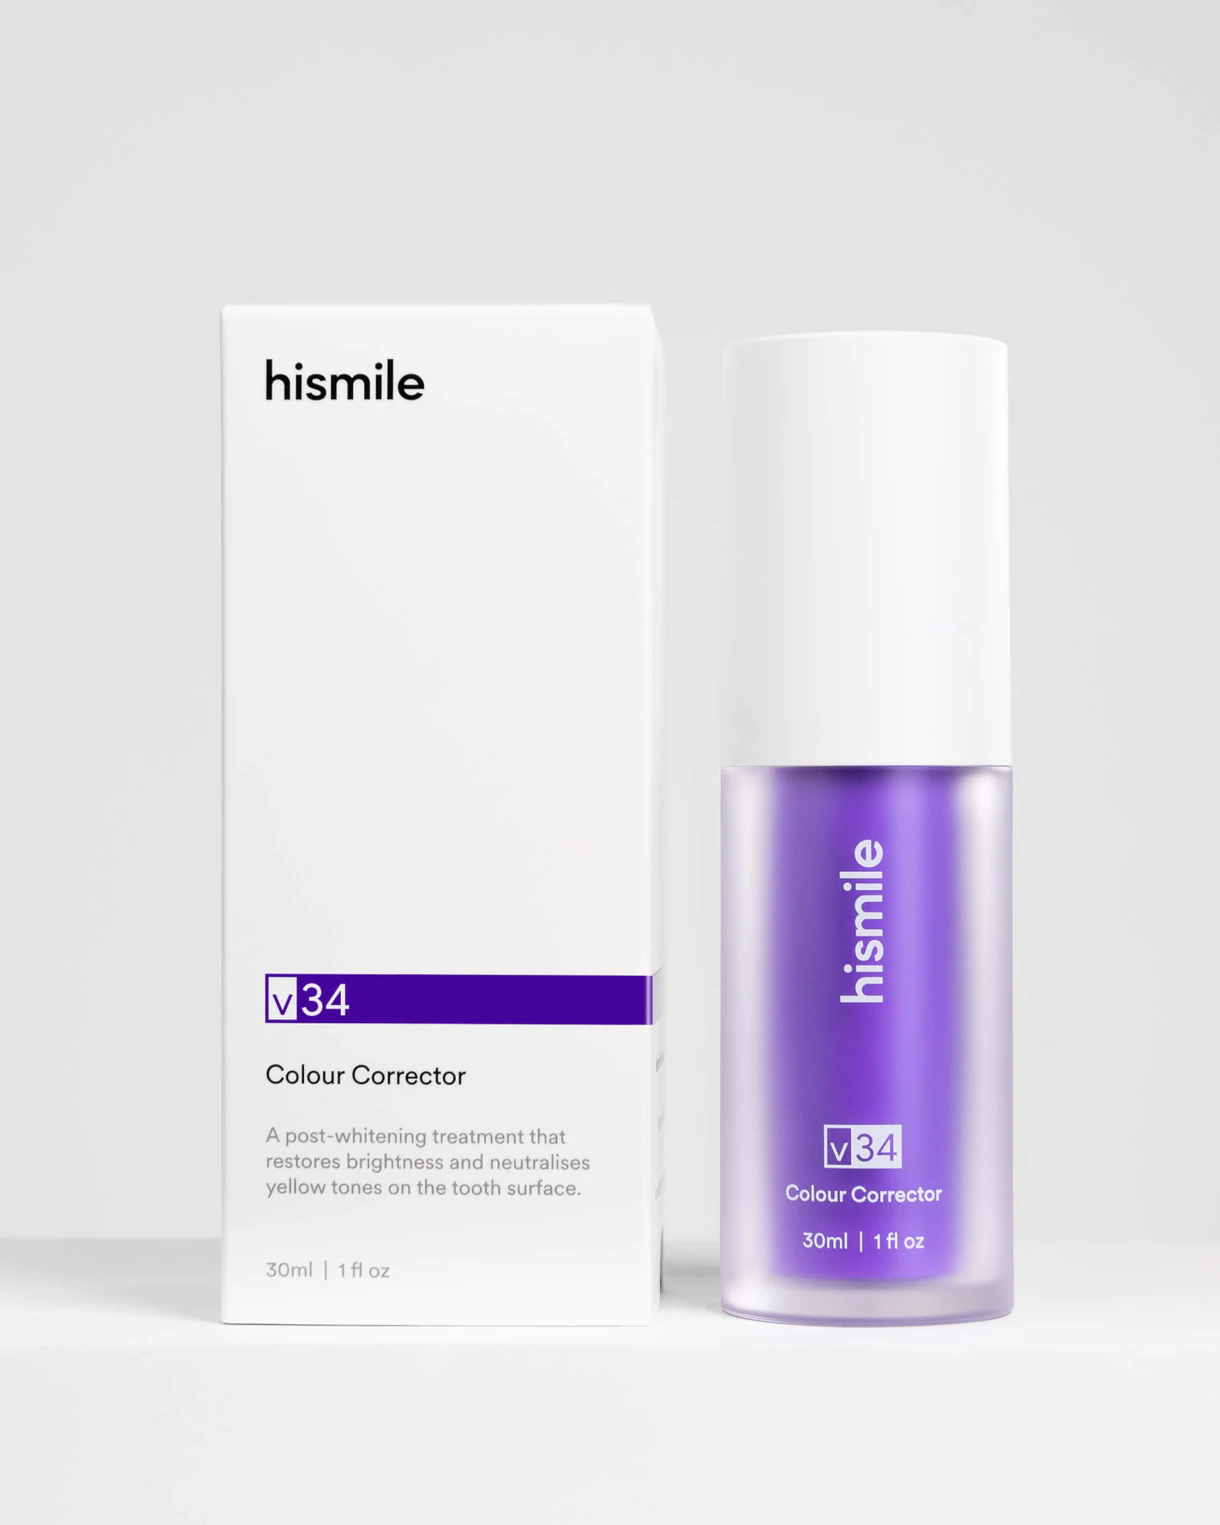 hismile
v34
Colour Corrector
A post-whitening treatment that
restores brightness and neutralises
yellow tones on the tooth surface.
30ml | 1 fl oz
hismile
v34
Colour Corrector
30ml | 1 fl oz